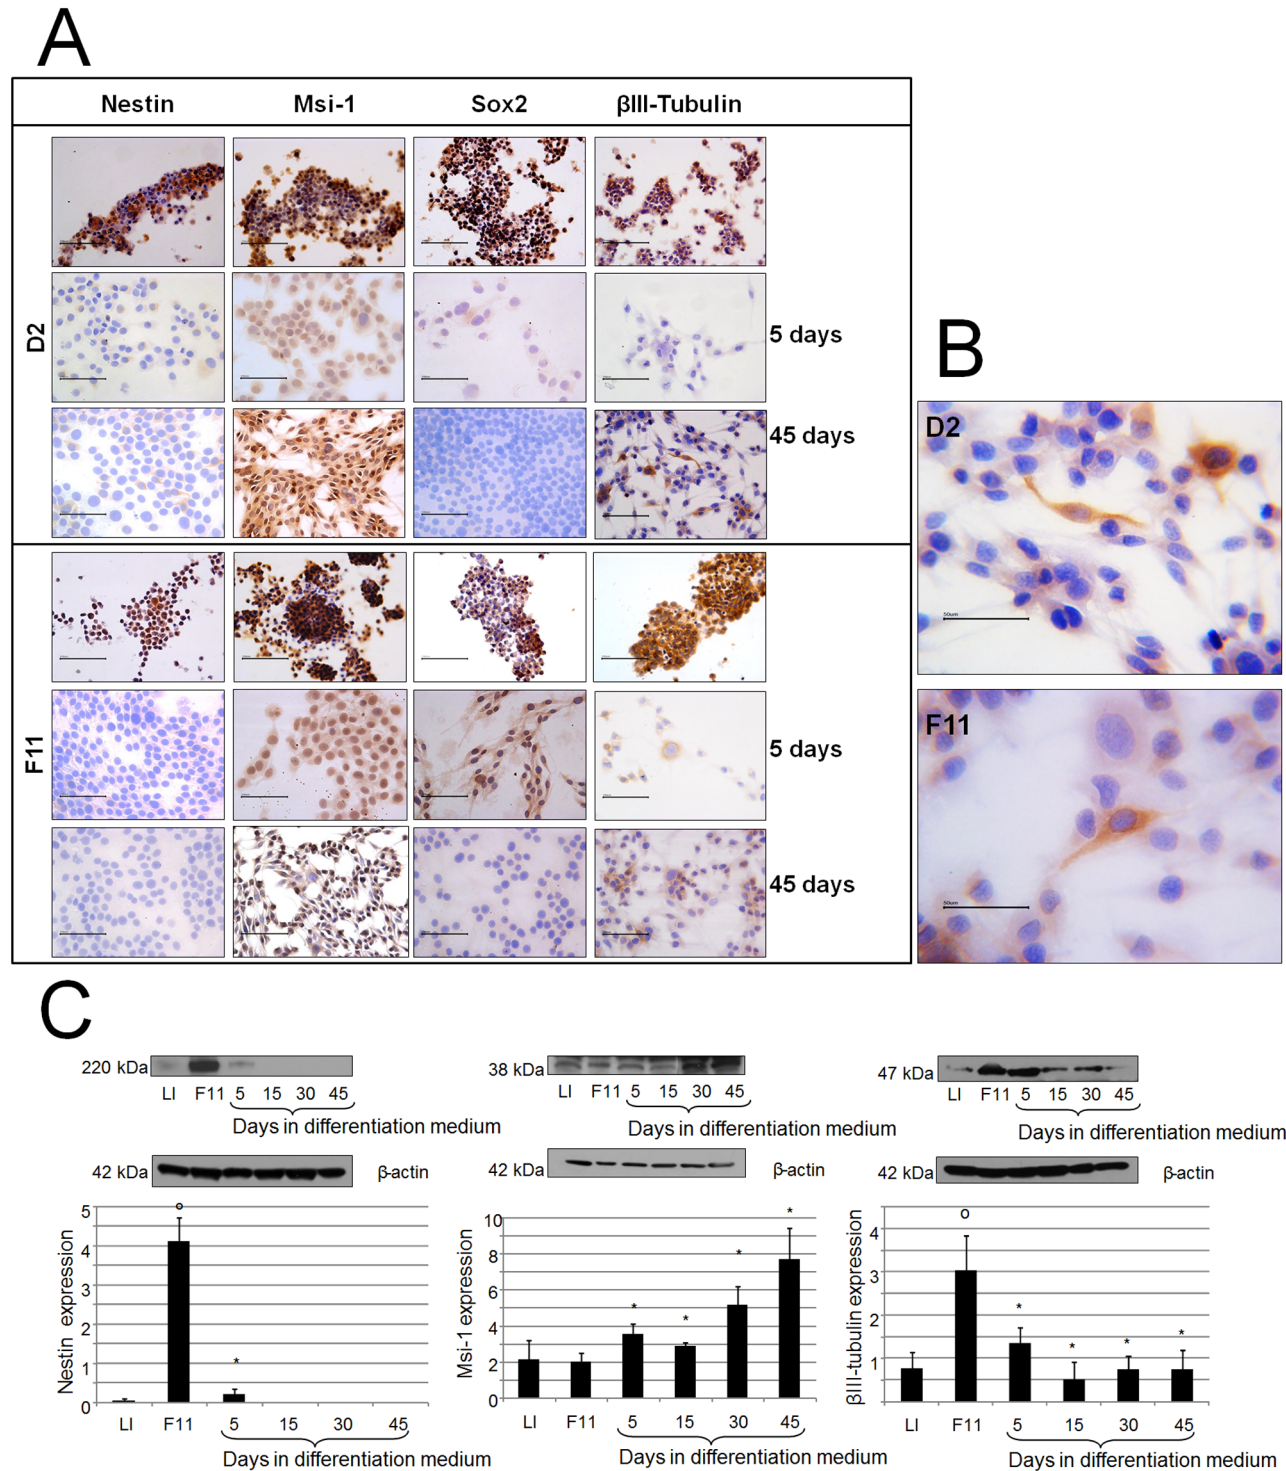 A
Nestin Msi-1 Sox2 βIII-Tubulin
D2
5 days
45 days
F11
5 days
45 days
B
D2
50um
F11
50um
C
220 kDa
LI F11 5 15 30 45
Days in differentiation medium
42 kDa β-actin
5
4
3
2
1
0
Nestin expression
° *
LI F11 5 15 30 45
Days in differentiation medium
38 kDa
LI F11 5 15 30 45
Days in differentiation medium
42 kDa β-actin
10
8
6
4
2
0
Msi-1 expression
* * * *
LI F11 5 15 30 45
Days in differentiation medium
47 kDa
LI F11 5 15 30 45
Days in differentiation medium
42 kDa β-actin
4
3
2
1
βIII-tubulin expression
° * * * *
LI F11 5 15 30 45
Days in differentiation medium